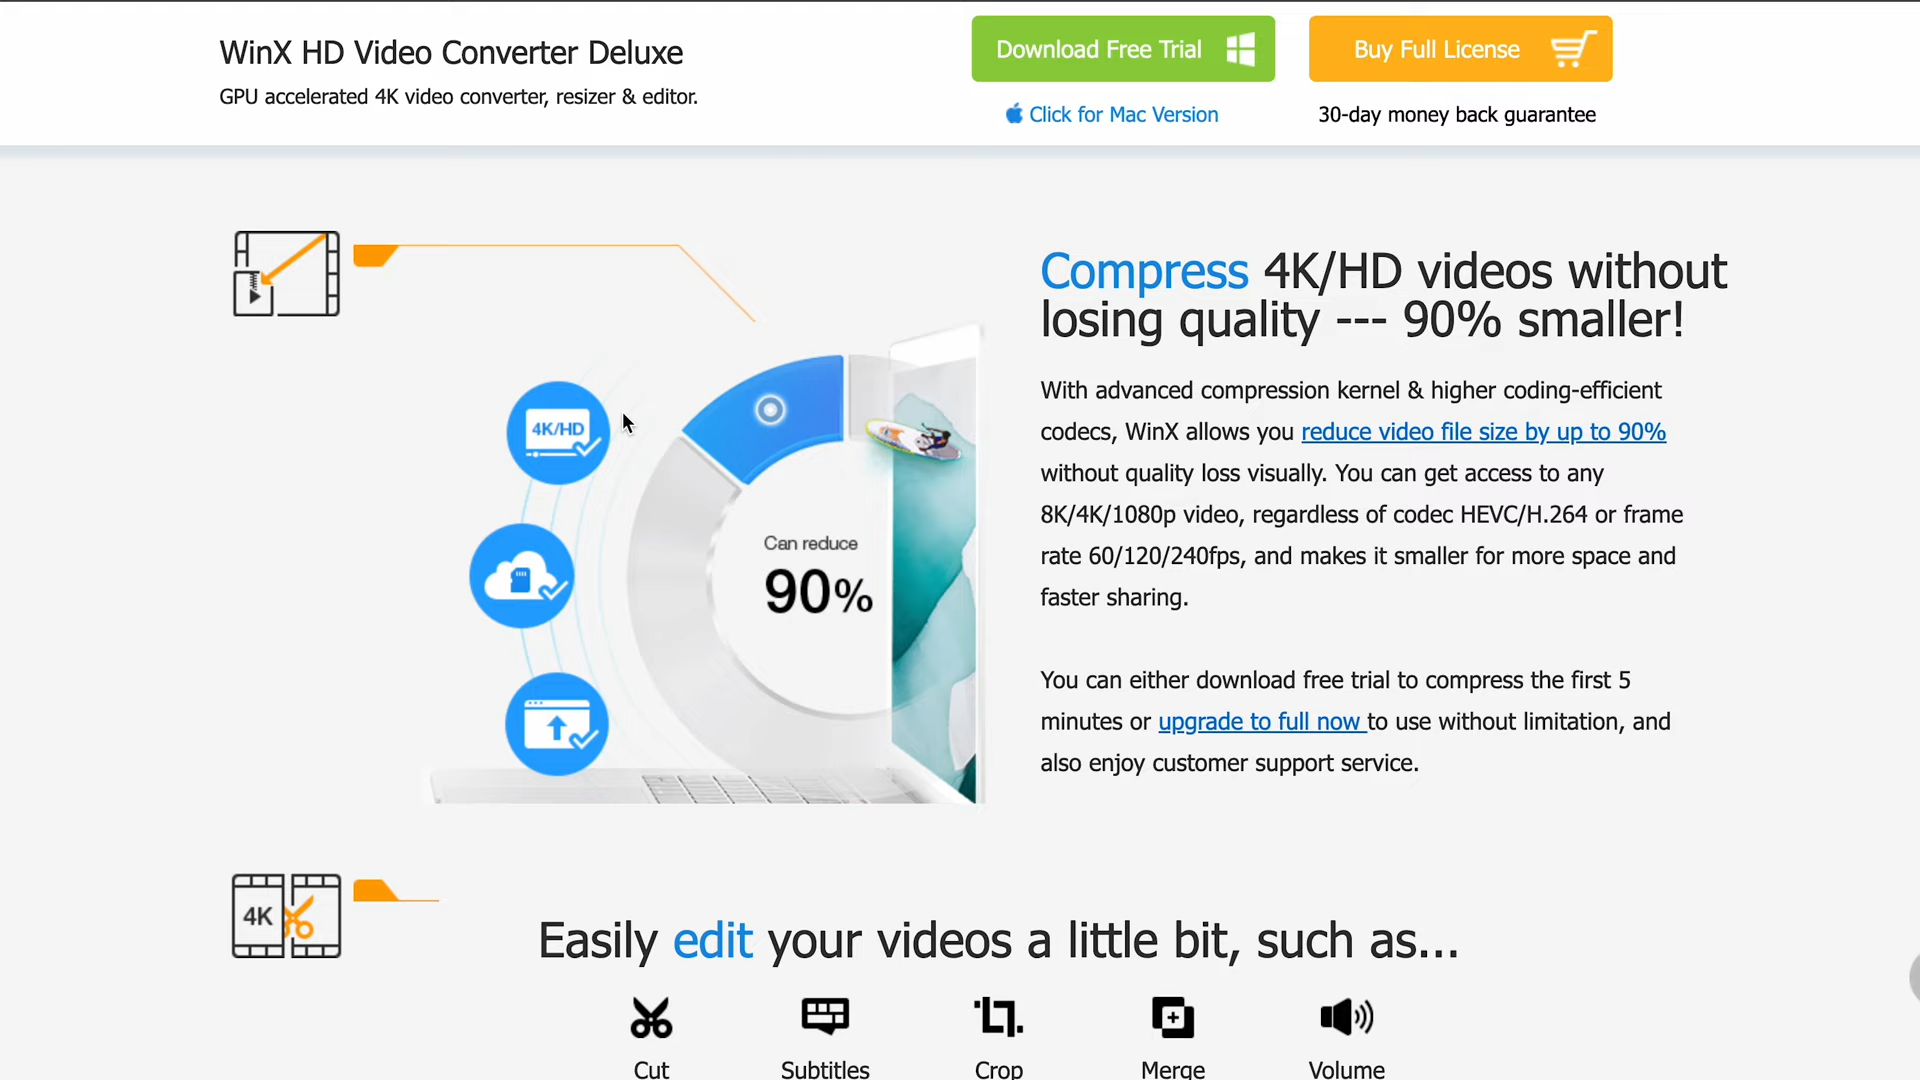 WinX HD Video Converter Deluxe
GPU accelerated 4K video converter, resizer & editor.
Download Free Trial
Click for Mac Version
Buy Full License
30-day money back guarantee
4K/HD
Can reduce
90%
Compress 4K/HD videos without
losing quality --- 90% smaller!
With advanced compression kernel & higher coding-efficient
codecs, WinX allows you reduce video file size by up to 90%
without quality loss visually. You can get access to any
8K/4K/1080p video, regardless of codec HEVC/H.264 or frame
rate 60/120/240fps, and makes it smaller for more space and
faster sharing.
You can either download free trial to compress the first 5
minutes or upgrade to full now to use without limitation, and
also enjoy customer support service.
4K
Easily edit your videos a little bit, such as...
Cut
Subtitles
Crop
Merge
Volume